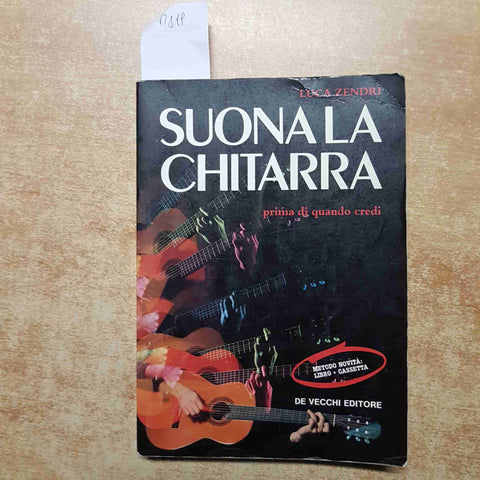 LUCA ZENDRI
SUONA LA
CHITARRA
prima di quando credi
METODO NOVITÀ:
LIBRO + CASSETTA
DE VECCHI EDITORE